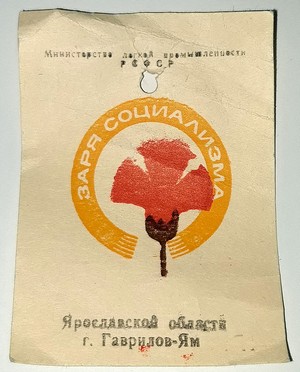 Министерство легкой промышленности
РСФСР
ЗАРЯ СОЦИАЛИЗМА
Ярославской области
г. Гаврилов-Ям